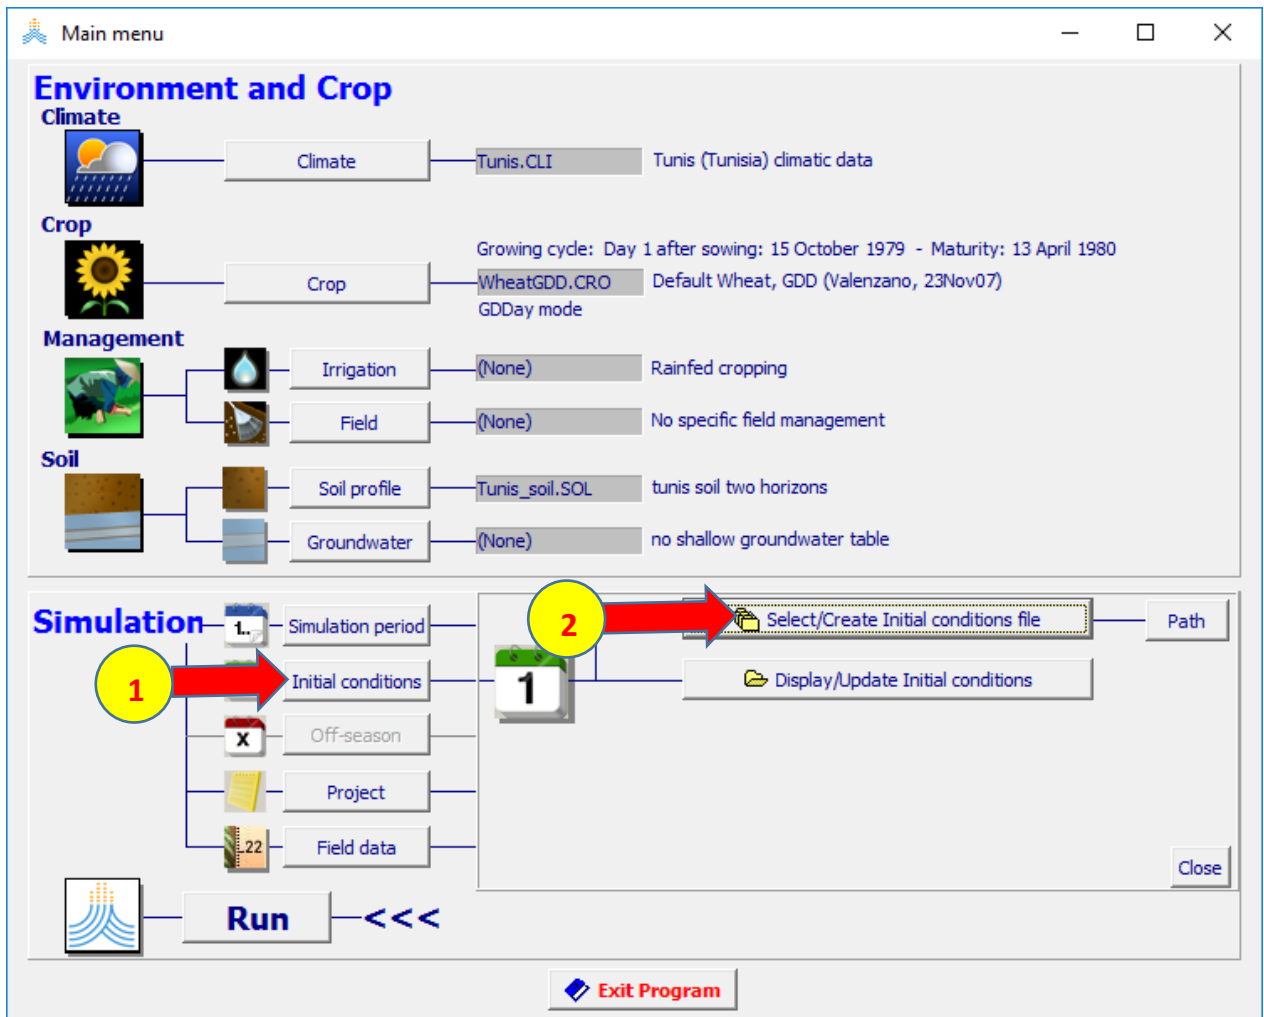 Main menu
Environment and Crop
Climate
Climate
Tunis.CLI
Tunis (Tunisia) climatic data
Crop
Growing cycle: Day 1 after sowing: 15 October 1979 - Maturity: 13 April 1980
Crop
WheatGDD.CRO
Default Wheat, GDD (Valenzano, 23Nov07)
GDDay mode
Management
Irrigation
(None)
Rainfed cropping
Field
(None)
No specific field management
Soil
Soil profile
Tunis_soil.SOL
tunis soil two horizons
Groundwater
(None)
no shallow groundwater table
Simulation
1..
Simulation period
2
Select/Create Initial conditions file
Path
1
Initial conditions
1
Display/Update Initial conditions
X
Off-season
Project
..22
Field data
Close
Run
<<<
Exit Program